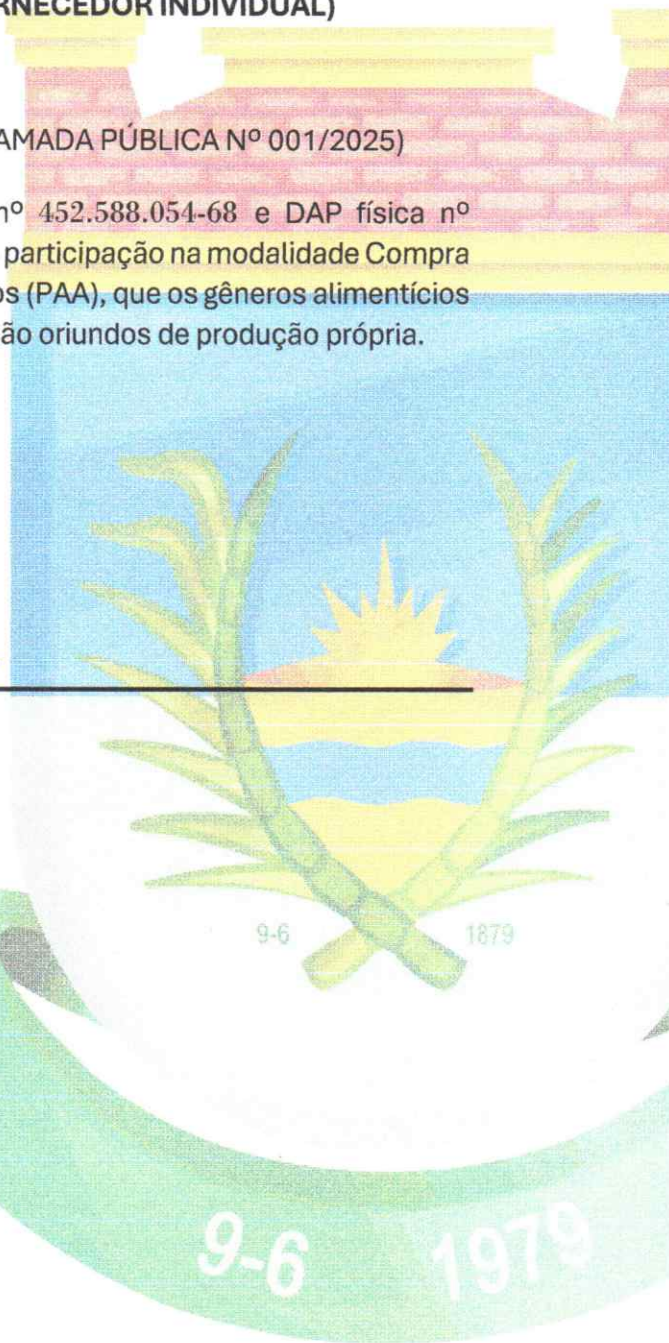 RNECEDOR INDIVIDUAL)
AMADA PÚBLICA Nº 001/2025)
nº 452.588.054-68 e DAP física nº
participação na modalidade Compra
os (PAA), que os gêneros alimentícios
ão oriundos de produção própria.
9-6 1879
9-6 1979